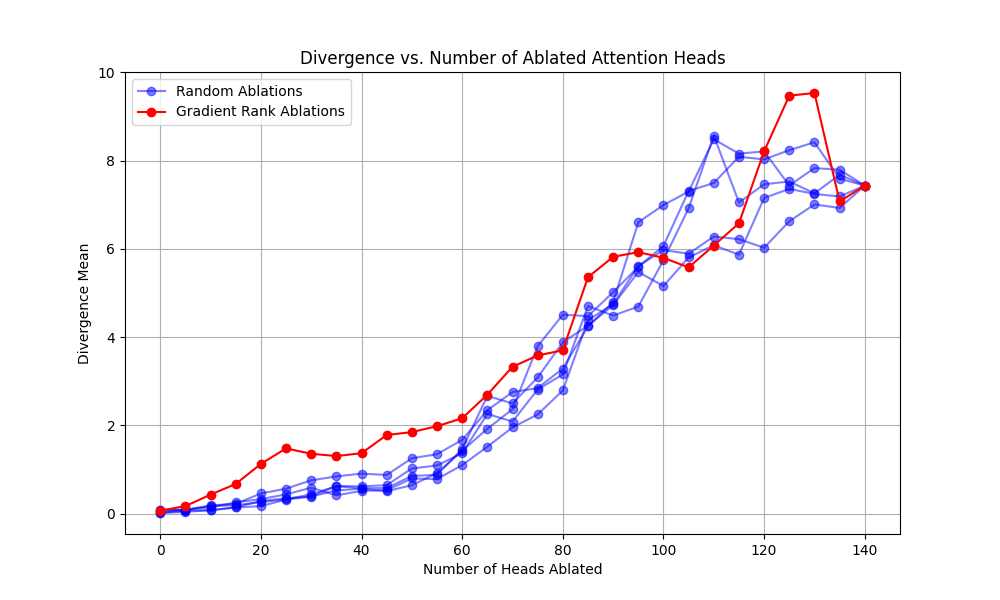 Divergence vs. Number of Ablated Attention Heads
Random Ablations
Gradient Rank Ablations
Divergence Mean
10
8
6
4
2
0
0 20 40 60 80 100 120 140
Number of Heads Ablated